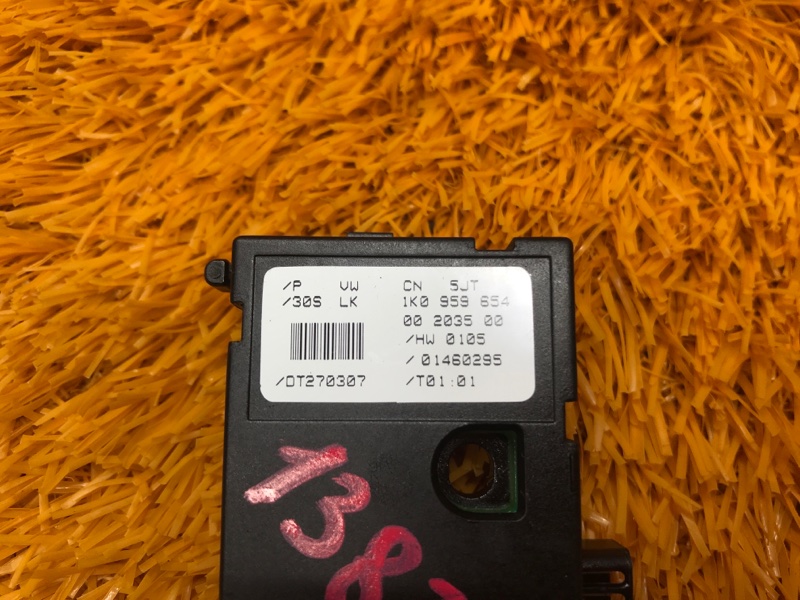 /P VW CN 5JT
/30S LK 1K0 959 654
00 2035 00
/HW 0105
/01460295
/DT270307 /T01:01
138